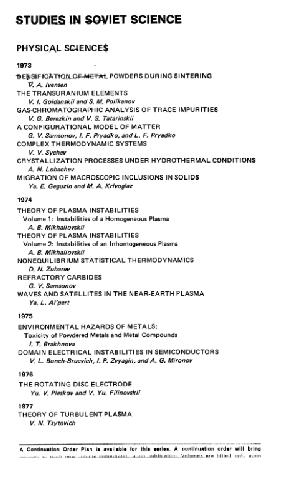 STUDIES IN SOVIET SCIENCE
PHYSICAL SCIENCES
1973
DENSIFICATION OF METAL POWDERS DURING SINTERING
V. A. Ivensen
THE TRANSURANIUM ELEMENTS
V. I. Goldanskii and S. M. Polikanov
GAS-CHROMATOGRAPHIC ANALYSIS OF TRACE IMPURITIES
V. G. Berezkin and V. S. Tatarinskii
A CONFIGURATIONAL MODEL OF MATTER
G. V. Samsonov, I. F. Pryadko, and L. F. Pryadko
COMPLEX THERMODYNAMIC SYSTEMS
V. V. Sychev
CRYSTALLIZATION PROCESSES UNDER HYDROTHERMAL CONDITIONS
A. N. Lobachev
MIGRATION OF MACROSCOPIC INCLUSIONS IN SOLIDS
Ya. E. Geguzin and M. A. Krivoglaz
1974
THEORY OF PLASMA INSTABILITIES
Volume 1: Instabilities of a Homogeneous Plasma
A. B. Mikhailovskii
THEORY OF PLASMA INSTABILITIES
Volume 2: Instabilities of an Inhomogeneous Plasma
A. B. Mikhailovskii
NONEQUILIBRIUM STATISTICAL THERMODYNAMICS
D. N. Zubarev
REFRACTORY CARBIDES
G. V. Samsonov
WAVES AND SATELLITES IN THE NEAR-EARTH PLASMA
Ya. L. Al'pert
1975
ENVIRONMENTAL HAZARDS OF METALS:
Toxicity of Powdered Metals and Metal Compounds
I. T. Brakhnova
DOMAIN ELECTRICAL INSTABILITIES IN SEMICONDUCTORS
V. L. Bonch-Bruevich, I. P. Zvyagin, and A. G. Mironov
1976
THE ROTATING DISC ELECTRODE
Yu. V. Pleskov and V. Yu. Filinovskii
1977
THEORY OF TURBULENT PLASMA
V. N. Tsytovich
A Continuation Order Plan is available for this series. A continuation order will bring